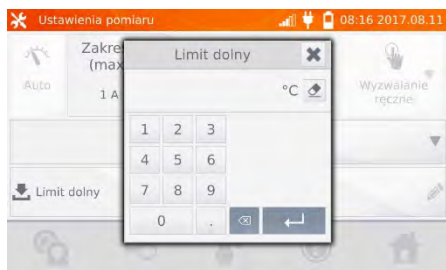 Ustawienia pomiaru 08:16 2017.08.11
Auto
Zakre
(max
1 A
Limit dolny
°C
Wyzwalanie
ręczne
1 2 3
4 5 6
7 8 9
0 .
Limit dolny